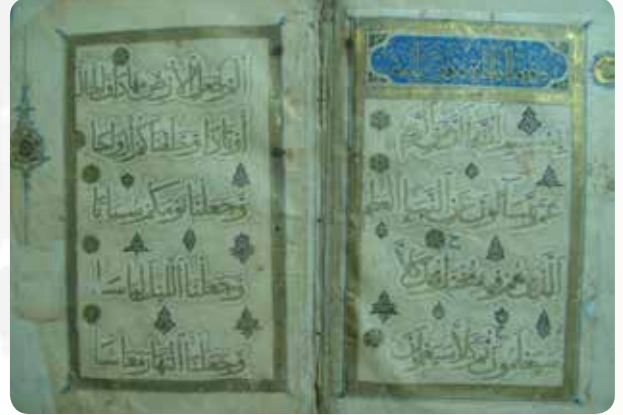 بسم الله الرحمن الرحيم
عم يتسالون عن النبإ العظيم
الذي هم فيه مختلفون كلا
سيعلمون ثم كلا سيعلمون
ألم نجعل الأرض مهادا والجبال
أوتادا وخلقناكم أزواجا
وجعلنا نومكم سباتا
وجعلنا الليل لباسا
وجعلنا النهار معاشا